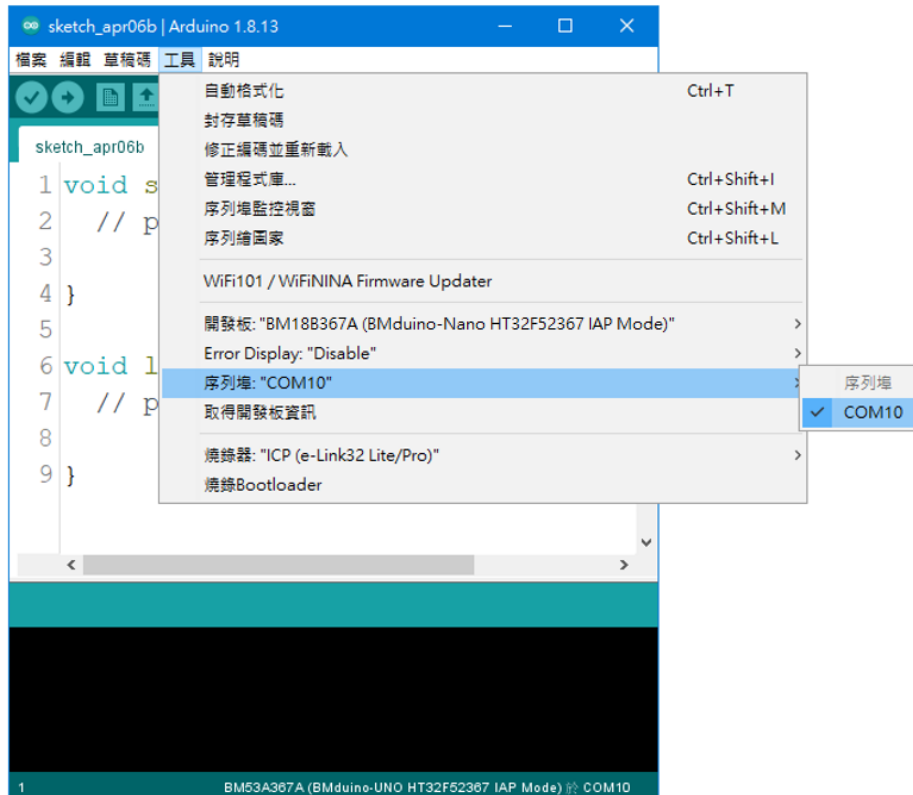 sketch_apr06b | Arduino 1.8.13
檔案 編輯 草稿碼 工具 說明
自動格式化 Ctrl+T
封存草稿碼
修正編碼並重新載入
管理程式庫... Ctrl+Shift+I
序列埠監控視窗 Ctrl+Shift+M
序列繪圖家 Ctrl+Shift+L
WiFi101 / WiFiNINA Firmware Updater
開發板: "BM18B367A (BMduino-Nano HT32F52367 IAP Mode)"
Error Display: "Disable"
序列埠: "COM10"
取得開發板資訊
燒錄器: "ICP (e-Link32 Lite/Pro)"
燒錄Bootloader
序列埠
COM10
sketch_apr06b
1 void s
2 // p
3
4 }
5
6 void l
7 // p
8
9 }
1 BM53A367A (BMduino-UNO HT32F52367 IAP Mode) 於 COM10